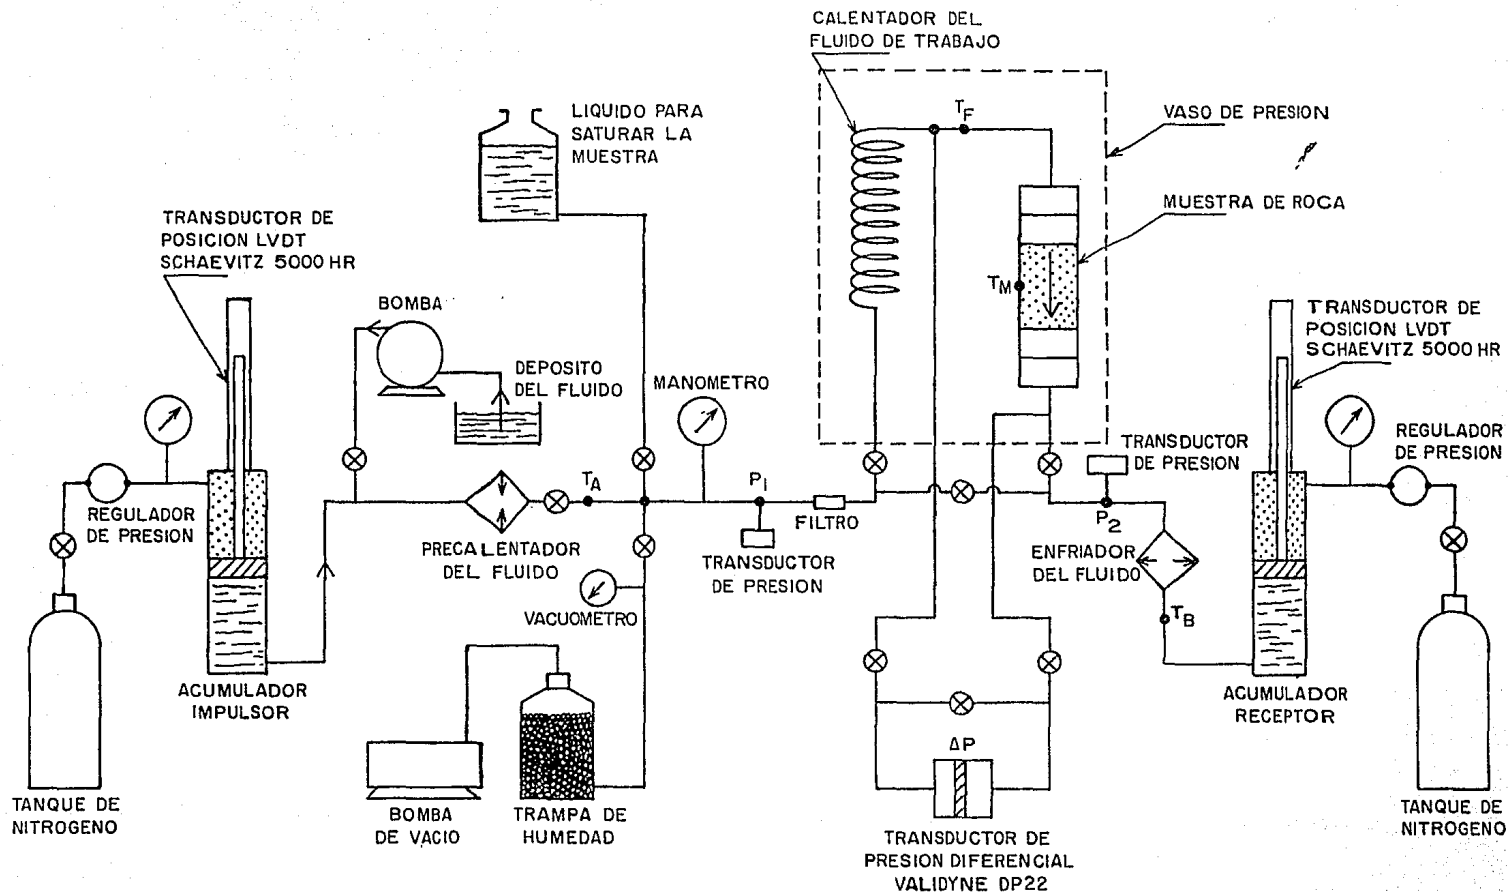 CALENTADOR DEL
FLUIDO DE TRABAJO
LIQUIDO PARA
SATURAR LA
MUESTRA
T_F
VASO DE PRESION
MUESTRA DE ROCA
TRANSDUCTOR DE
POSICION LVDT
SCHAEVITZ 5000 HR
T_M
BOMBA
DEPOSITO
DEL FLUIDO
MANOMETRO
TRANSDUCTOR DE
POSICION LVDT
SCHAEVITZ 5000 HR
REGULADOR
DE PRESION
TRANSDUCTOR
DE PRESION
REGULADOR
DE PRESION
T_A
P_1
FILTRO
P_2
PRECALENTADOR
DEL FLUIDO
TRANSDUCTOR
DE PRESION
ENFRIADOR
DEL FLUIDO
VACUOMETRO
T_B
ACUMULADOR
IMPULSOR
ACUMULADOR
RECEPTOR
ΔP
TANQUE DE
NITROGENO
BOMBA
DE VACIO
TRAMPA DE
HUMEDAD
TRANSDUCTOR DE
PRESION DIFERENCIAL
VALIDYNE DP22
TANQUE DE
NITROGENO